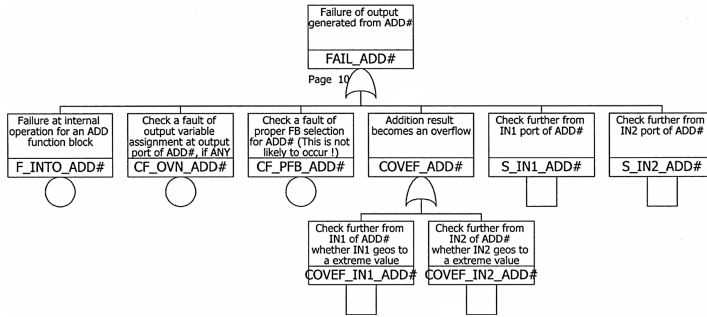 Failure of output
generated from ADD#
FAIL_ADD#
Page 10
Failure at internal
operation for an ADD
function block
F_INTO_ADD#
Check a fault of
output variable
assignment at output
port of ADD#, if ANY
CF_OVN_ADD#
Check a fault of
proper FB selection
for ADD# (This is not
likely to occur !)
CF_PFB_ADD#
Addition result
becomes an overflow
COVEF_ADD#
Check further from
IN1 port of ADD#
S_IN1_ADD#
Check further from
IN2 port of ADD#
S_IN2_ADD#
Check further from
IN1 of ADD#
whether IN1 geos to
a extreme value
COVEF_IN1_ADD#
Check further from
IN2 of ADD#
whether IN2 geos to
a extreme value
COVEF_IN2_ADD#